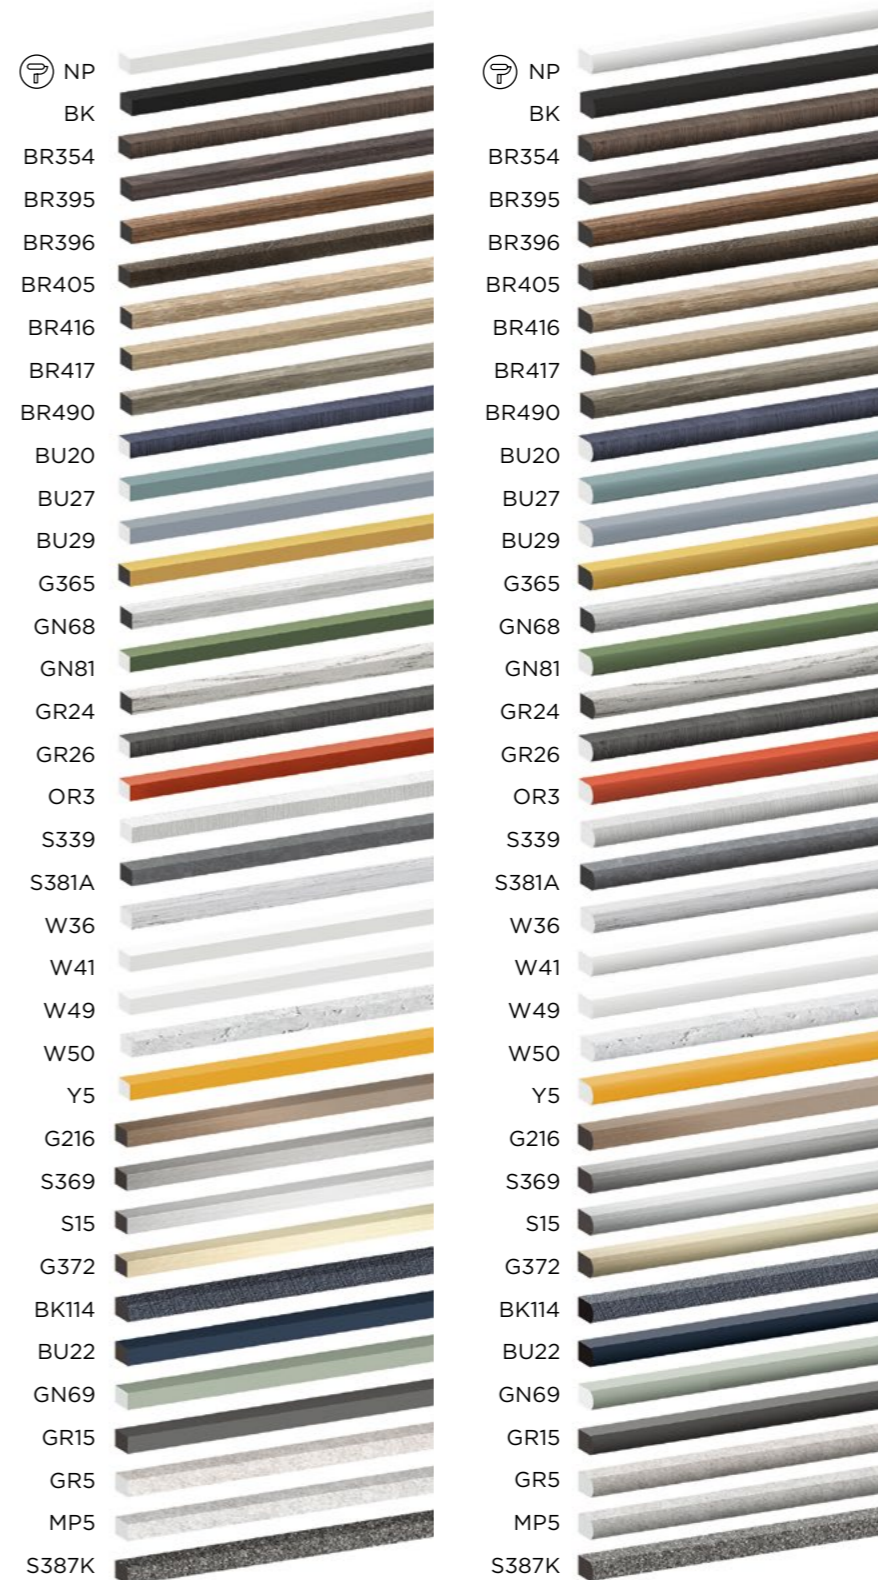 NP
BK
BR354
BR395
BR396
BR405
BR416
BR417
BR490
BU20
BU27
BU29
G365
GN68
GN81
GR24
GR26
OR3
S339
S381A
W36
W41
W49
W50
Y5
G216
S369
S15
G372
BK114
BU22
GN69
GR15
GR5
MP5
S387K
NP
BK
BR354
BR395
BR396
BR405
BR416
BR417
BR490
BU20
BU27
BU29
G365
GN68
GN81
GR24
GR26
OR3
S339
S381A
W36
W41
W49
W50
Y5
G216
S369
S15
G372
BK114
BU22
GN69
GR15
GR5
MP5
S387K